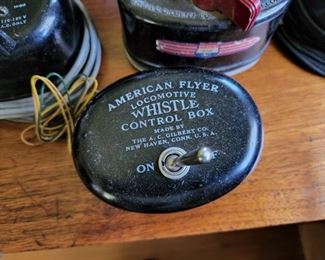 AMERICAN FLYER
LOCOMOTIVE
WHISTLE
CONTROL BOX
MADE BY
THE A. C. GILBERT CO.
NEW HAVEN, CONN. U. S. A.
ON